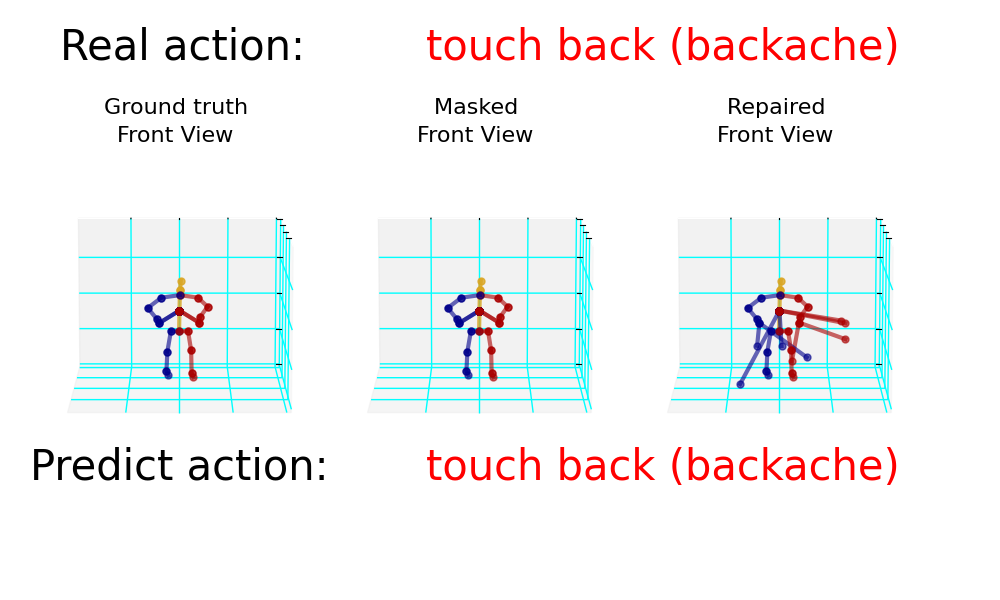 Real action: touch back (backache)
Ground truth Masked Repaired
Front View Front View Front View
Predict action: touch back (backache)